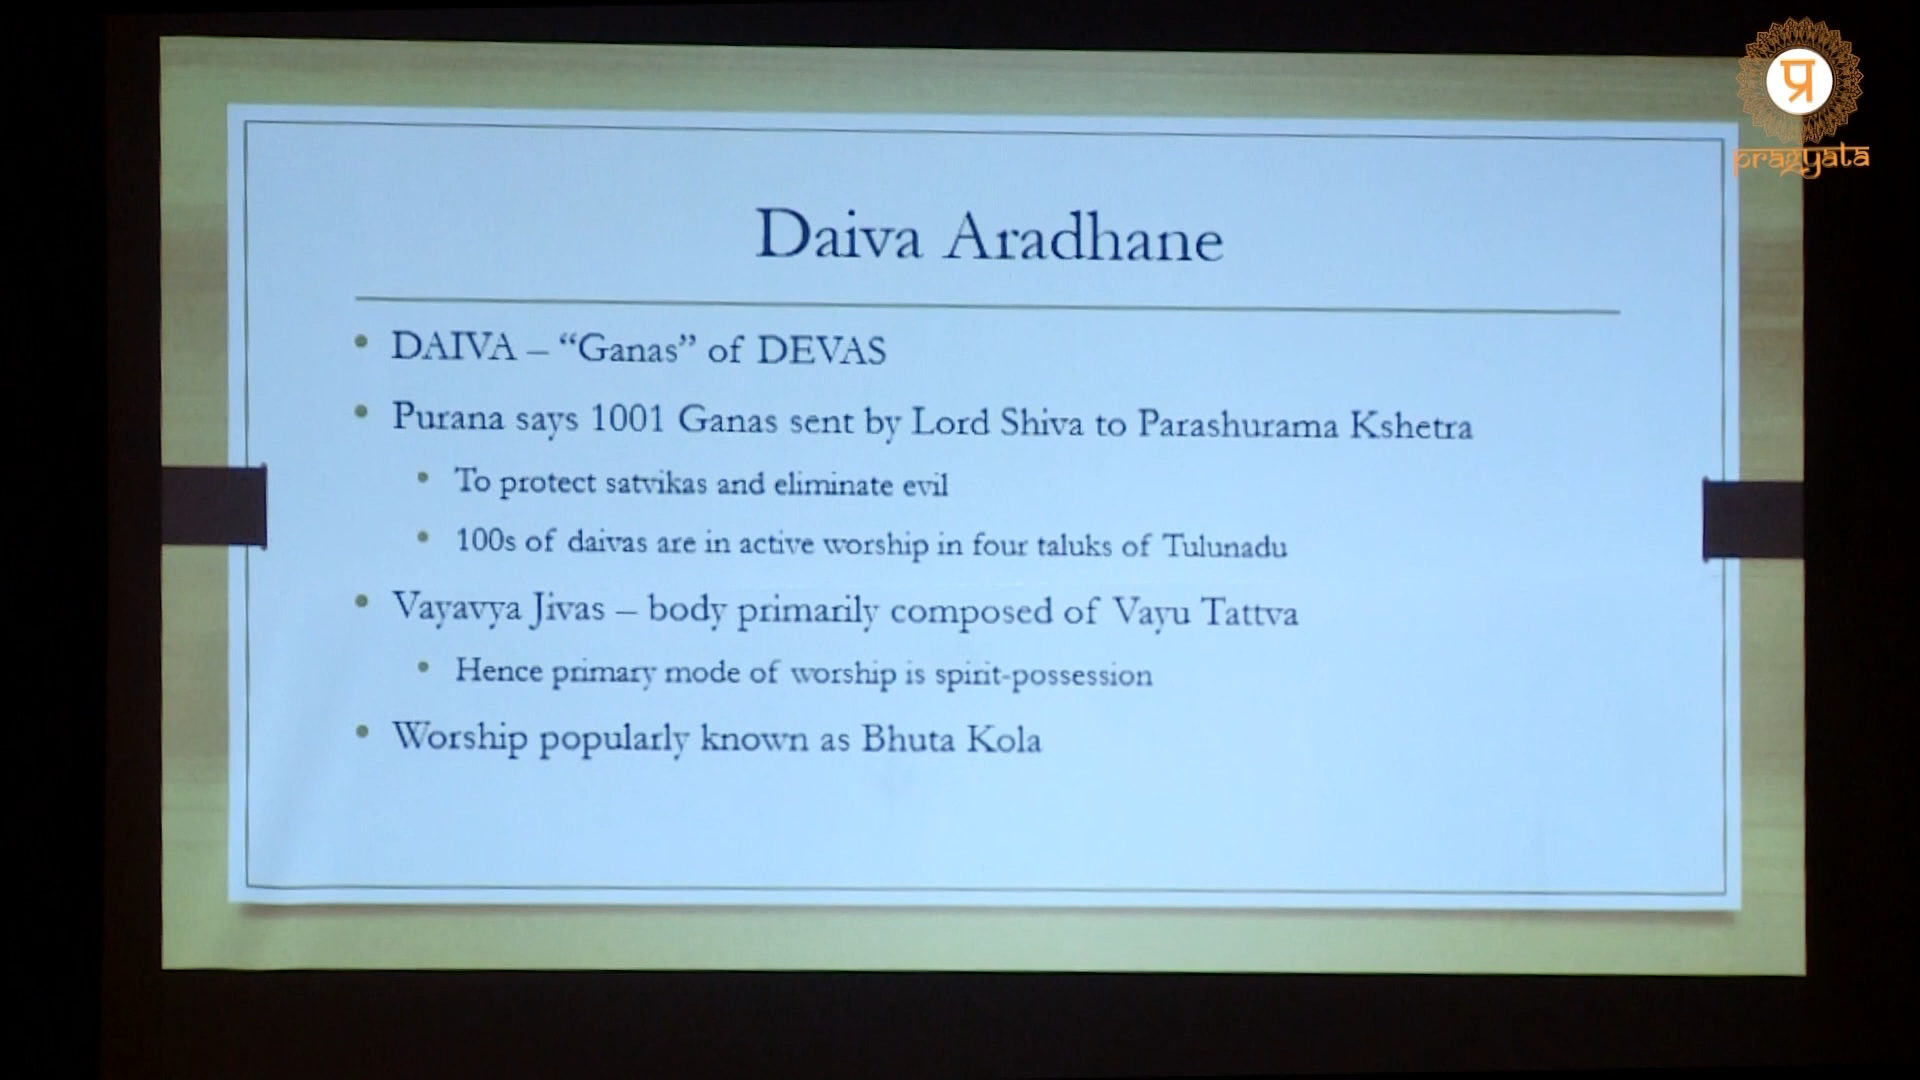 प्र
pragyata
Daiva Aradhane
• DAIVA – “Ganas” of DEVAS
• Purana says 1001 Ganas sent by Lord Shiva to Parashurama Kshetra
• To protect satvikas and eliminate evil
• 100s of daivas are in active worship in four taluks of Tulunadu
• Vayavya Jivas – body primarily composed of Vayu Tattva
• Hence primary mode of worship is spirit-possession
• Worship popularly known as Bhuta Kola